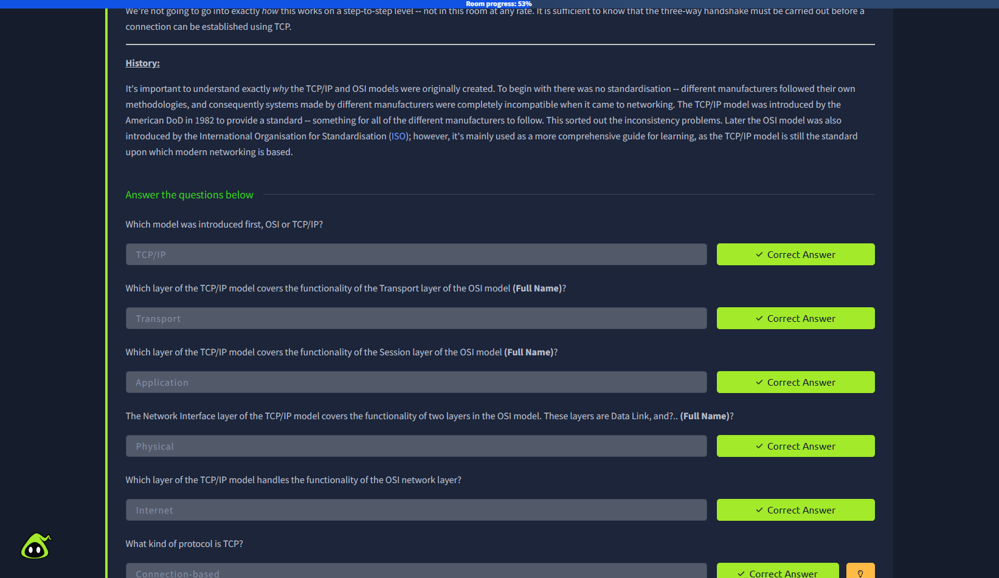 Room progress: 53%
We're not going to go into exactly how this works on a step-to-step level -- not in this room at any rate. It is sufficient to know that the three-way handshake must be carried out before a
connection can be established using TCP.
History:
It's important to understand exactly why the TCP/IP and OSI models were originally created. To begin with there was no standardisation -- different manufacturers followed their own
methodologies, and consequently systems made by different manufacturers were completely incompatible when it came to networking. The TCP/IP model was introduced by the
American DoD in 1982 to provide a standard -- something for all of the different manufacturers to follow. This sorted out the inconsistency problems. Later the OSI model was also
introduced by the International Organisation for Standardisation (ISO); however, it's mainly used as a more comprehensive guide for learning, as the TCP/IP model is still the standard
upon which modern networking is based.
Answer the questions below
Which model was introduced first, OSI or TCP/IP?
TCP/IP
Correct Answer
Which layer of the TCP/IP model covers the functionality of the Transport layer of the OSI model (Full Name)?
Transport
Correct Answer
Which layer of the TCP/IP model covers the functionality of the Session layer of the OSI model (Full Name)?
Application
Correct Answer
The Network Interface layer of the TCP/IP model covers the functionality of two layers in the OSI model. These layers are Data Link, and?.. (Full Name)?
Physical
Correct Answer
Which layer of the TCP/IP model handles the functionality of the OSI network layer?
Internet
Correct Answer
What kind of protocol is TCP?
Connection-based
Correct Answer